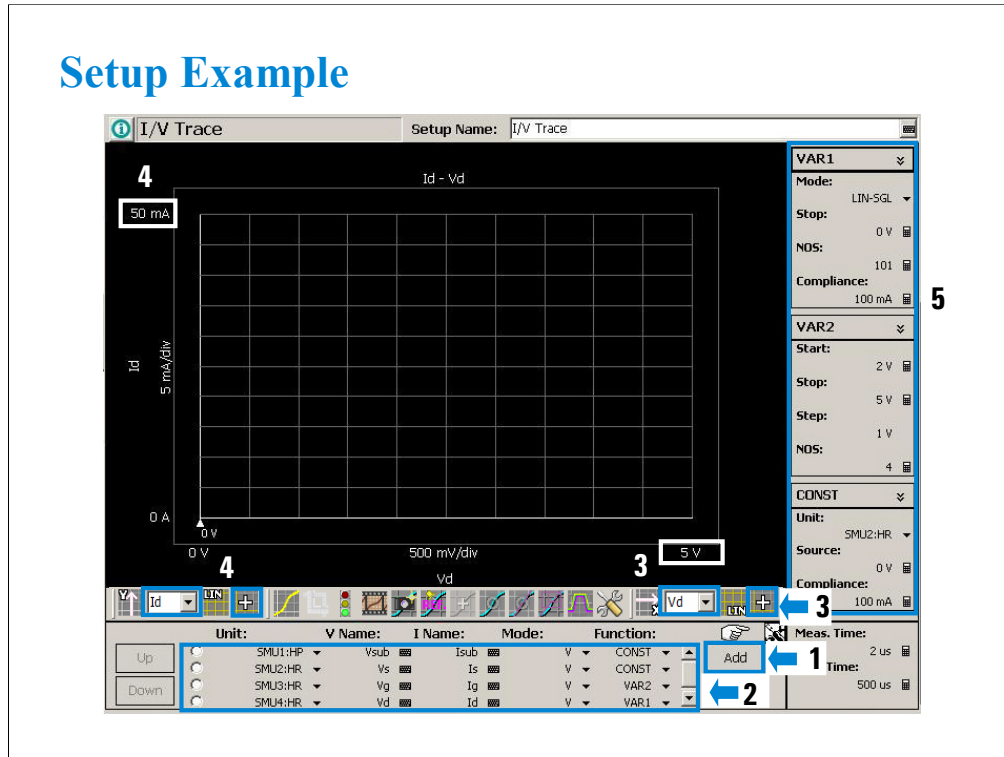 Setup Example
I/V Trace
Setup Name: I/V Trace
4
Id - Vd
50 mA
Id
5 mA/div
0 A
0 V
0 V
500 mV/div
5 V
Vd
4
3
VAR1
Mode:
LIN-SGL
Stop:
0 V
NOS:
101
Compliance:
100 mA
5
VAR2
Start:
2 V
Stop:
5 V
Step:
1 V
NOS:
4
CONST
Unit:
SMU2:HR
Source:
0 V
Compliance:
100 mA
Y Id LIN
X Vd LIN
3
Unit: V Name: I Name: Mode: Function:
Up
Down
SMU1:HP Vsub Isub V CONST
SMU2:HR Vs Is V CONST
SMU3:HR Vg Ig V VAR2
SMU4:HR Vd Id V VAR1
Add
1
2
Meas. Time:
2 us
Time:
500 us